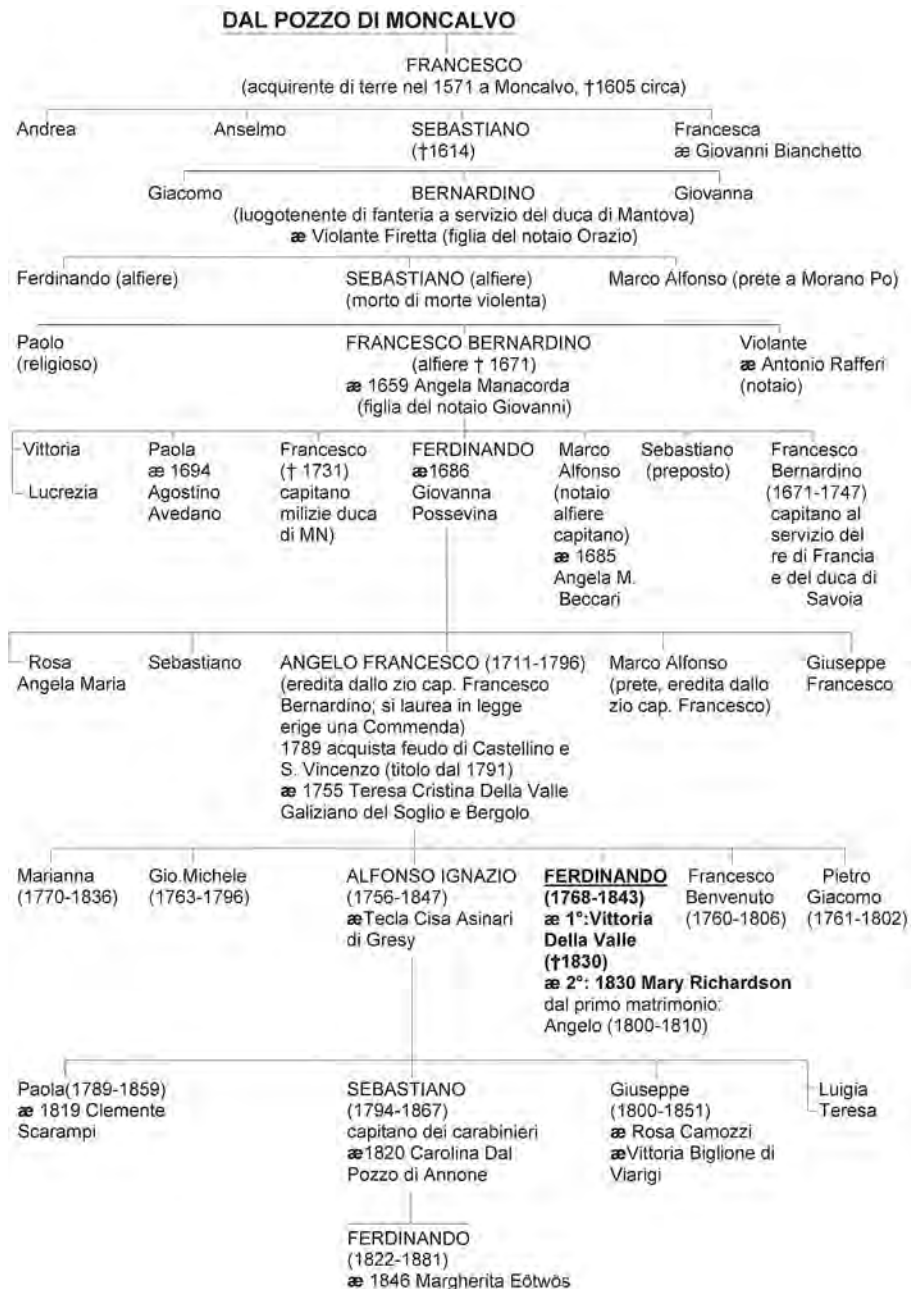 DAL POZZO DI MONCALVO
FRANCESCO
(acquirente di terre nel 1571 a Moncalvo, †1605 circa)
Andrea
Anselmo
SEBASTIANO
(†1614)
Francesca
æ Giovanni Bianchetto
Giacomo
BERNARDINO
Giovanna
(luogotenente di fanteria a servizio del duca di Mantova)
æ Violante Firetta (figlia del notaio Orazio)
Ferdinando (alfiere)
SEBASTIANO (alfiere)
(morto di morte violenta)
Marco Alfonso (prete a Morano Po)
Paolo
(religioso)
FRANCESCO BERNARDINO
(alfiere † 1671)
æ 1659 Angela Manacorda
(figlia del notaio Giovanni)
Violante
æ Antonio Rafferi
(notaio)
Vittoria
Lucrezia
Paola
æ 1694
Agostino
Avedano
Francesco
(† 1731)
capitano
milizie duca
di MN)
FERDINANDO
æ1686
Giovanna
Possevina
Marco
Alfonso
(notaio
alfiere
capitano)
æ 1685
Angela M.
Beccari
Sebastiano
(preposto)
Francesco
Bernardino
(1671-1747)
capitano al
servizio del
re di Francia
e del duca di
Savoia
Rosa
Angela Maria
Sebastiano
ANGELO FRANCESCO (1711-1796)
(eredita dallo zio cap. Francesco
Bernardino; si laurea in legge
erige una Commenda)
1789 acquista feudo di Castellino e
S. Vincenzo (titolo dal 1791)
æ 1755 Teresa Cristina Della Valle
Galiziano del Soglio e Bergolo
Marco Alfonso
(prete, eredita dallo
zio cap. Francesco)
Giuseppe
Francesco
Marianna
(1770-1836)
Gio.Michele
(1763-1796)
ALFONSO IGNAZIO
(1756-1847)
æTecla Cisa Asinari
di Gresy
FERDINANDO
(1768-1843)
æ 1°:Vittoria
Della Valle
(†1830)
æ 2°: 1830 Mary Richardson
dal primo matrimonio:
Angelo (1800-1810)
Francesco
Benvenuto
(1760-1806)
Pietro
Giacomo
(1761-1802)
Paola(1789-1859)
æ 1819 Clemente
Scarampi
SEBASTIANO
(1794-1867)
capitano dei carabinieri
æ1820 Carolina Dal
Pozzo di Annone
Giuseppe
(1800-1851)
æ Rosa Camozzi
æVittoria Biglione di
Viarigi
Luigia
Teresa
FERDINANDO
(1822-1881)
æ 1846 Margherita Eôtwös